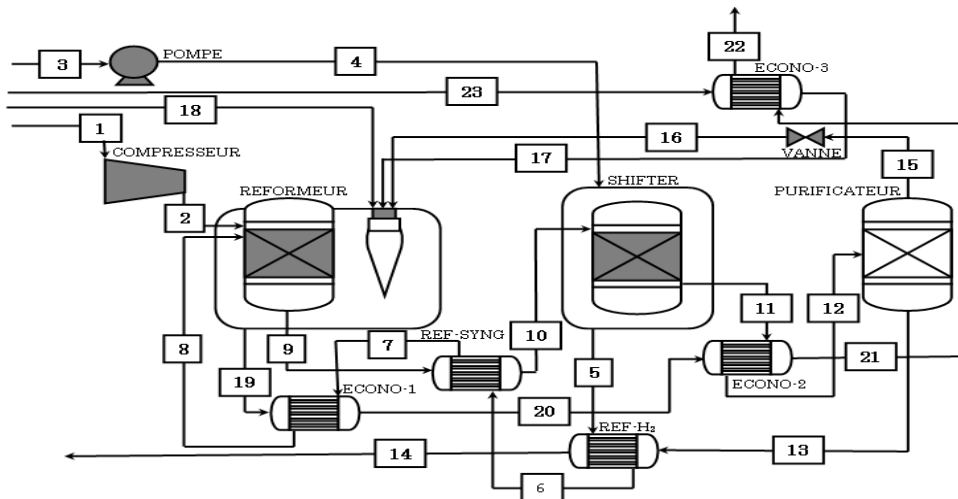 22
POMPE
3
4
ECONO-3
23
18
16
1
17
VANNE
15
COMPRESSEUR
REFORMEUR
SHIFTER
PURIFICATEUR
2
11
12
10
REF-SYNG
7
8
9
5
21
19
ECONO-1
ECONO-2
20
REF-H₂
14
13
6